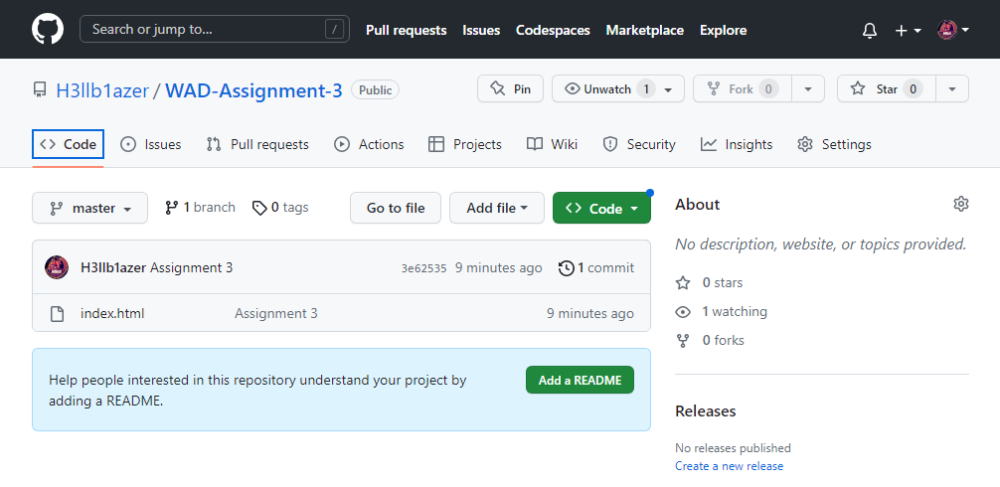 Search or jump to... / Pull requests Issues Codespaces Marketplace Explore
H3llb1azer / WAD-Assignment-3 Public Pin Unwatch 1 Fork 0 Star 0
Code Issues Pull requests Actions Projects Wiki Security Insights Settings
master 1 branch 0 tags Go to file Add file Code
H3llb1azer Assignment 3 3e62535 9 minutes ago 1 commit
index.html Assignment 3 9 minutes ago
Help people interested in this repository understand your project by
adding a README.
Add a README
About
No description, website, or topics provided.
0 stars
1 watching
0 forks
Releases
No releases published
Create a new release